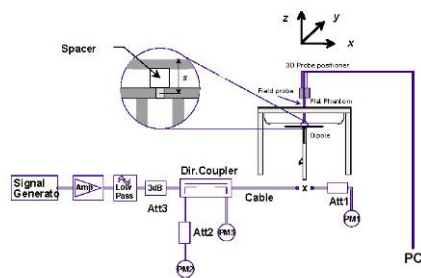 z
y
x
Spacer
s
3D Probe positioner
Field probe
Flat Phantom
Dipole
Dir.Coupler
Signal
Generato
Amp
Low
Pass
3dB
Att3
Cable
x
Att1
PM1
Att2
PM3
PM2
PC